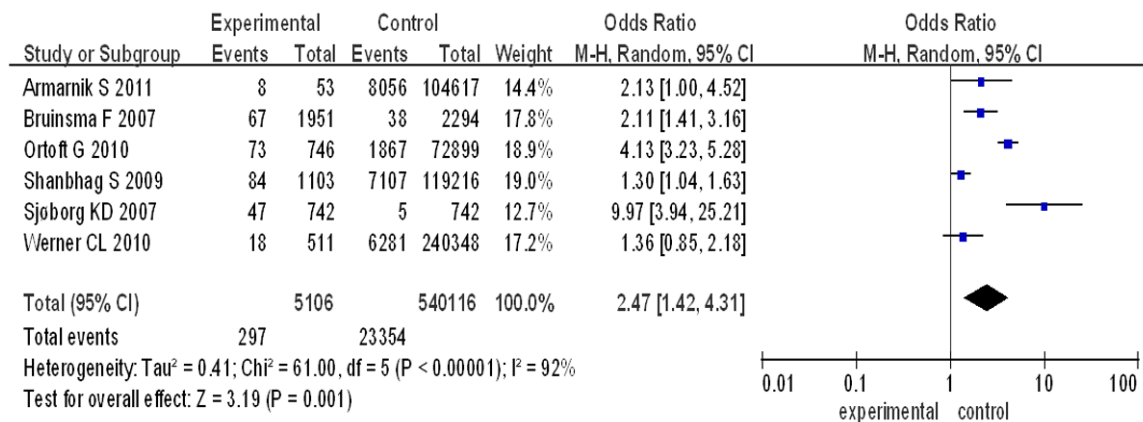 Experimental Control Odds Ratio Odds Ratio
Study or Subgroup Events Total Events Total Weight M-H, Random, 95% CI M-H, Random, 95% CI
Armarnik S 2011 8 53 8056 104617 14.4% 2.13 [1.00, 4.52]
Bruinsma F 2007 67 1951 38 2294 17.8% 2.11 [1.41, 3.16]
Ortoft G 2010 73 746 1867 72899 18.9% 4.13 [3.23, 5.28]
Shanbhag S 2009 84 1103 7107 119216 19.0% 1.30 [1.04, 1.63]
Sjøborg KD 2007 47 742 5 742 12.7% 9.97 [3.94, 25.21]
Werner CL 2010 18 511 6281 240348 17.2% 1.36 [0.85, 2.18]
Total (95% CI) 5106 540116 100.0% 2.47 [1.42, 4.31]
Total events 297 23354
Heterogeneity: Tau² = 0.41; Chi² = 61.00, df = 5 (P < 0.00001); I² = 92%
Test for overall effect: Z = 3.19 (P = 0.001)
0.01 0.1 1 10 100
experimental control